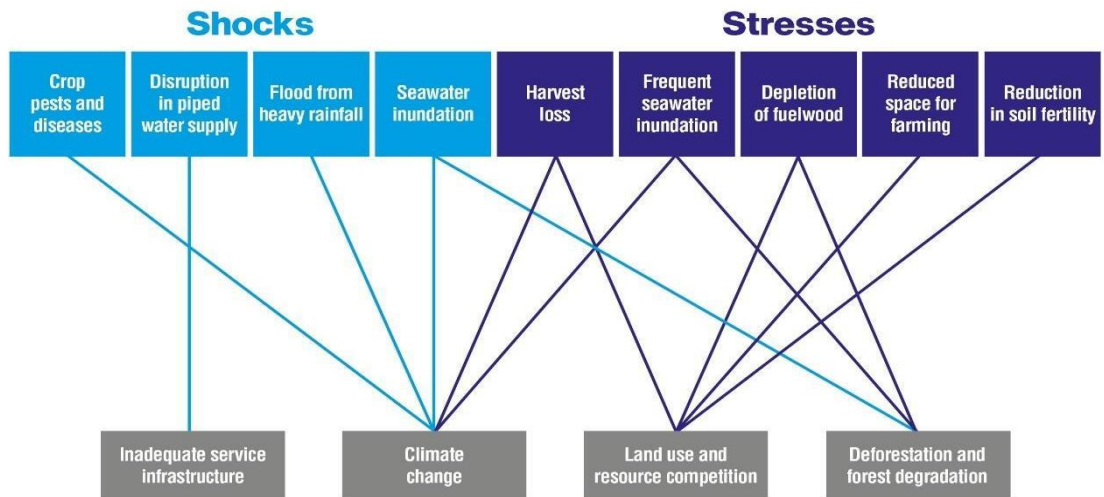 Shocks
Stresses
Crop
pests and
diseases
Disruption
in piped
water supply
Flood from
heavy rainfall
Seawater
inundation
Harvest
loss
Frequent
seawater
inundation
Depletion
of fuelwood
Reduced
space for
farming
Reduction
in soil fertility
Inadequate service
infrastructure
Climate
change
Land use and
resource competition
Deforestation and
forest degradation